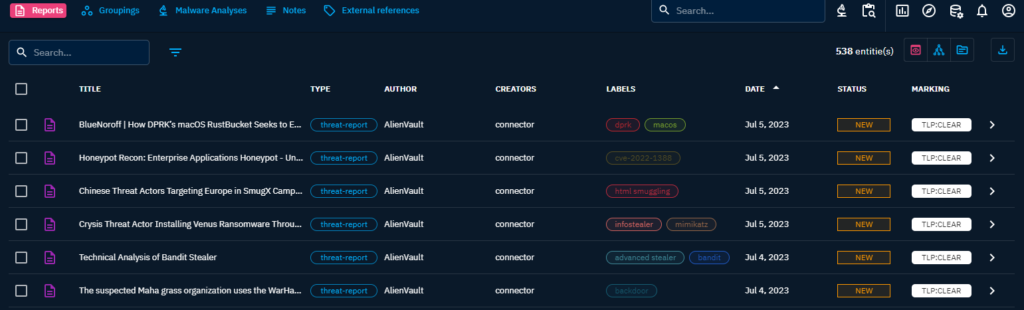 Reports Groupings Malware Analyses Notes External references Search...
Search... 538 entitie(s)
TITLE TYPE AUTHOR CREATORS LABELS DATE STATUS MARKING
BlueNoroff | How DPRK's macOS RustBucket Seeks to E... threat-report AlienVault connector dprk macos Jul 5, 2023 NEW TLP:CLEAR
Honeypot Recon: Enterprise Applications Honeypot - Un... threat-report AlienVault connector cve-2022-1388 Jul 5, 2023 NEW TLP:CLEAR
Chinese Threat Actors Targeting Europe in SmugX Camp... threat-report AlienVault connector html smuggling Jul 5, 2023 NEW TLP:CLEAR
Crysis Threat Actor Installing Venus Ransomware Throu... threat-report AlienVault connector infostealer mimikatz Jul 5, 2023 NEW TLP:CLEAR
Technical Analysis of Bandit Stealer threat-report AlienVault connector advanced stealer bandit Jul 4, 2023 NEW TLP:CLEAR
The suspected Maha grass organization uses the WarHa... threat-report AlienVault connector backdoor Jul 4, 2023 NEW TLP:CLEAR